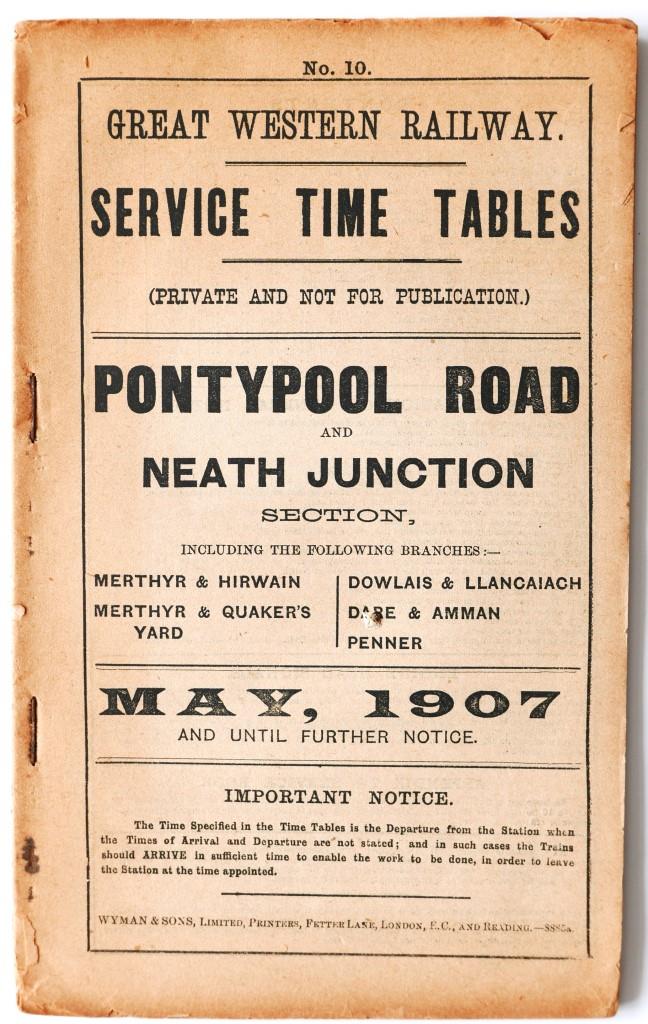 No. 10.
GREAT WESTERN RAILWAY.
SERVICE TIME TABLES
(PRIVATE AND NOT FOR PUBLICATION.)
PONTYPOOL ROAD
AND
NEATH JUNCTION
SECTION,
INCLUDING THE FOLLOWING BRANCHES:—
MERTHYR & HIRWAIN
MERTHYR & QUAKER'S
YARD
DOWLAIS & LLANCAIACH
DARE & AMMAN
PENNER
MAY, 1907
AND UNTIL FURTHER NOTICE.
IMPORTANT NOTICE.
The Time Specified in the Time Tables is the Departure from the Station when
the Times of Arrival and Departure are not stated; and in such cases the Trains
should ARRIVE in sufficient time to enable the work to be done, in order to leave
the Station at the time appointed.
WYMAN & SONS, LIMITED, PRINTERS, FETTER LANE, LONDON, E.C., AND READING.—